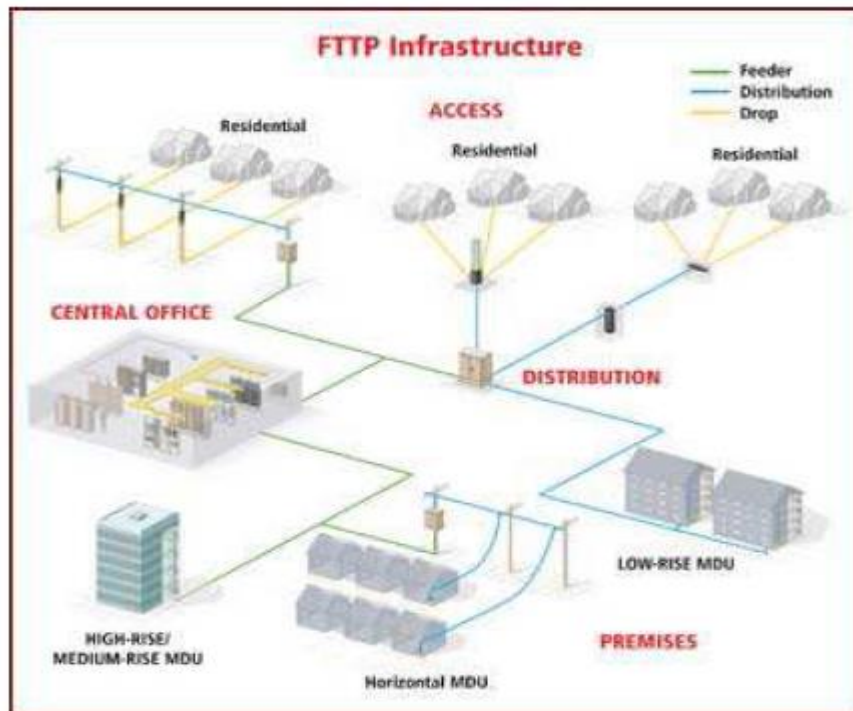 FTTP Infrastructure
Feeder
Distribution
Drop
ACCESS
Residential
Residential
Residential
CENTRAL OFFICE
DISTRIBUTION
LOW-RISE MDU
HIGH-RISE/
MEDIUM-RISE MDU
PREMISES
Horizontal MDU